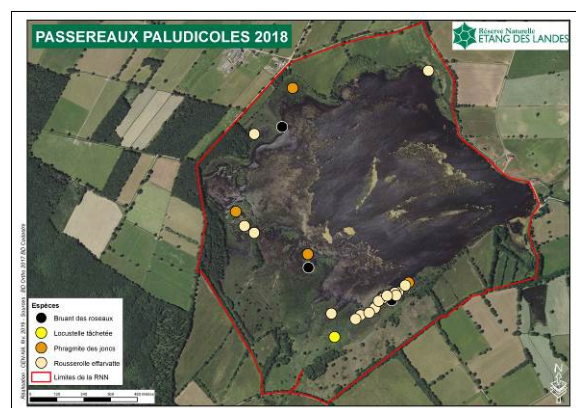 PASSEREAUX PALUDICOLES 2018
Réserve Naturelle
ETANG DES LANDES
Espèces
Bruant des roseaux
Locustelle tâchetée
Phragmite des joncs
Rousserolle effarvatte
Limites de la RNN